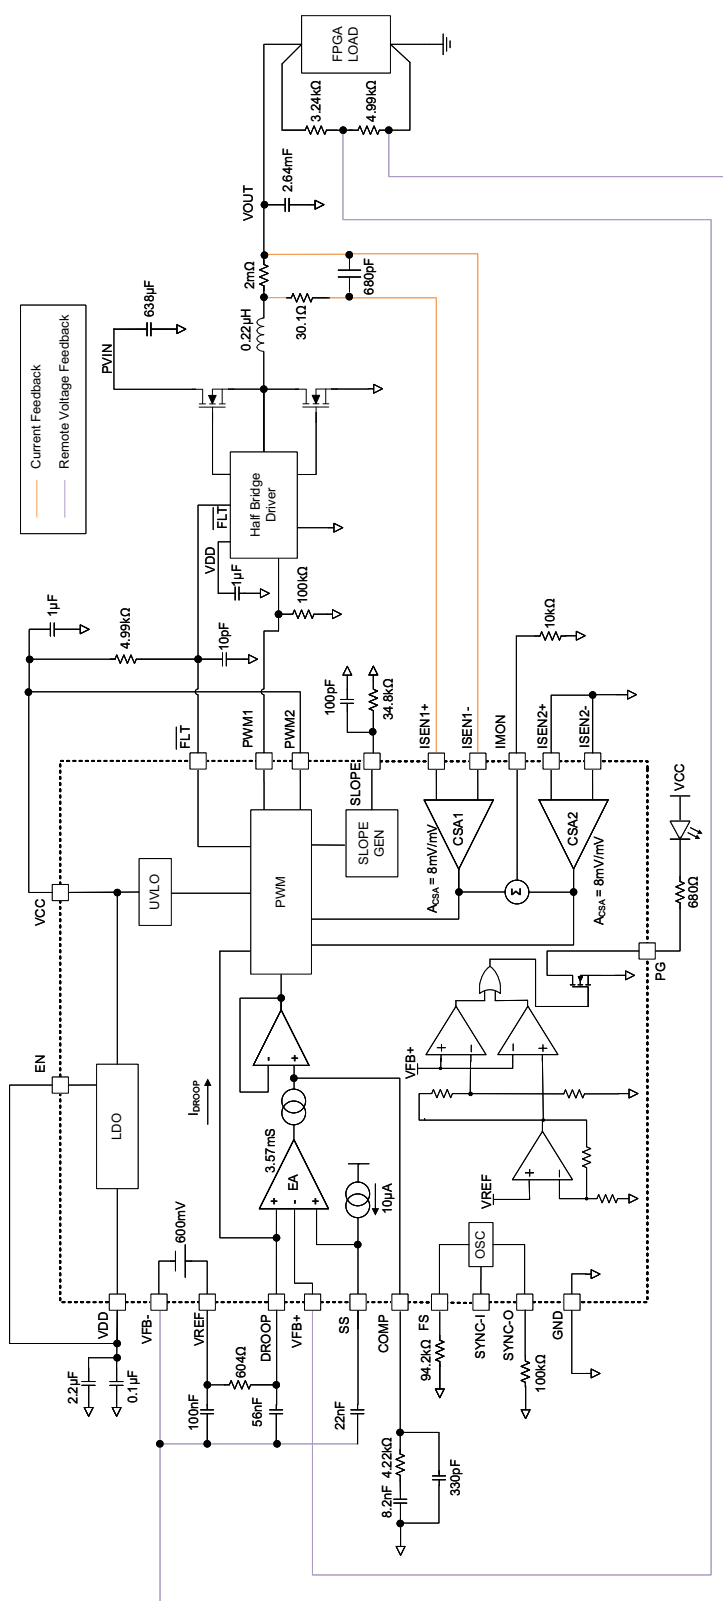 FPGA
LOAD
3.24kΩ
4.99kΩ
2.64mF
VOUT
2mΩ
680pF
30.1Ω
0.22µH
638µF
PVIN
Current Feedback
Remote Voltage Feedback
Half Bridge
Driver
FLT
VDD
1µF
100kΩ
1µF
4.99kΩ
10pF
10kΩ
100pF
34.8kΩ
FLT
PWM1
PWM2
SLOPE
ISEN1+
ISEN1-
IMON
ISEN2+
ISEN2-
VCC
UVLO
PWM
SLOPE
GEN
CSA1
ACSA = 8mV/mV
Σ
CSA2
ACSA = 8mV/mV
VCC
680Ω
PG
EN
LDO
IDROOP
-
+
3.57mS
EA
+
-
+
10µA
VFB+
+
-
-
+
VREF
+
-
600mV
OSC
VDD
VFB-
VREF
DROOP
VFB+
SS
COMP
FS
SYNC-I
SYNC-O
GND
2.2µF
0.1µF
100nF
604Ω
56nF
22nF
8.2nF
4.22kΩ
330pF
94.2kΩ
100kΩ